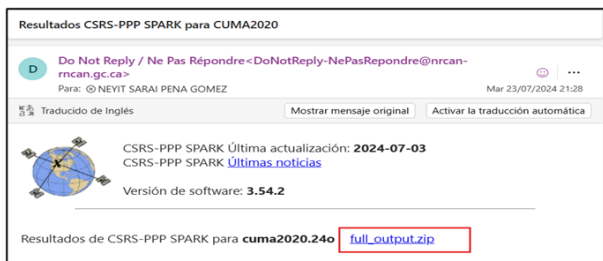 Resultados CSRS-PPP SPARK para CUMA2020
D
Do Not Reply / Ne Pas Répondre<DoNotReply-NePasRepondre@nrcan-
rncan.gc.ca>
Para: NEYIT SARAI PENA GOMEZ
Mar 23/07/2024 21:28
Traducido de Inglés
Mostrar mensaje original
Activar la traducción automática
CSRS-PPP SPARK Última actualización: 2024-07-03
CSRS-PPP SPARK Últimas noticias
Versión de software: 3.54.2
Resultados de CSRS-PPP SPARK para cuma2020.24o full_output.zip